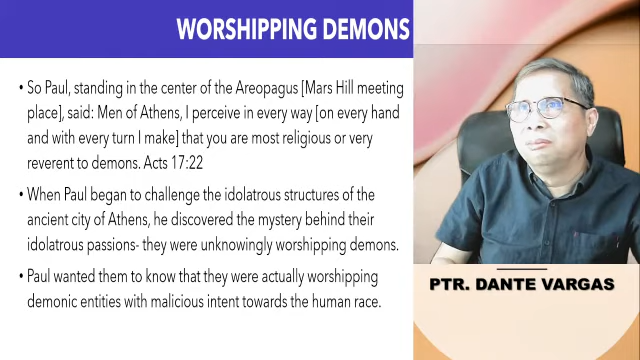 WORSHIPPING DEMONS
• So Paul, standing in the center of the Areopagus [Mars Hill meeting
place], said: Men of Athens, I perceive in every way [on every hand
and with every turn I make] that you are most religious or very
reverent to demons. Acts 17:22
• When Paul began to challenge the idolatrous structures of the
ancient city of Athens, he discovered the mystery behind their
idolatrous passions- they were unknowingly worshipping demons.
• Paul wanted them to know that they were actually worshipping
demonic entities with malicious intent towards the human race.
PTR. DANTE VARGAS